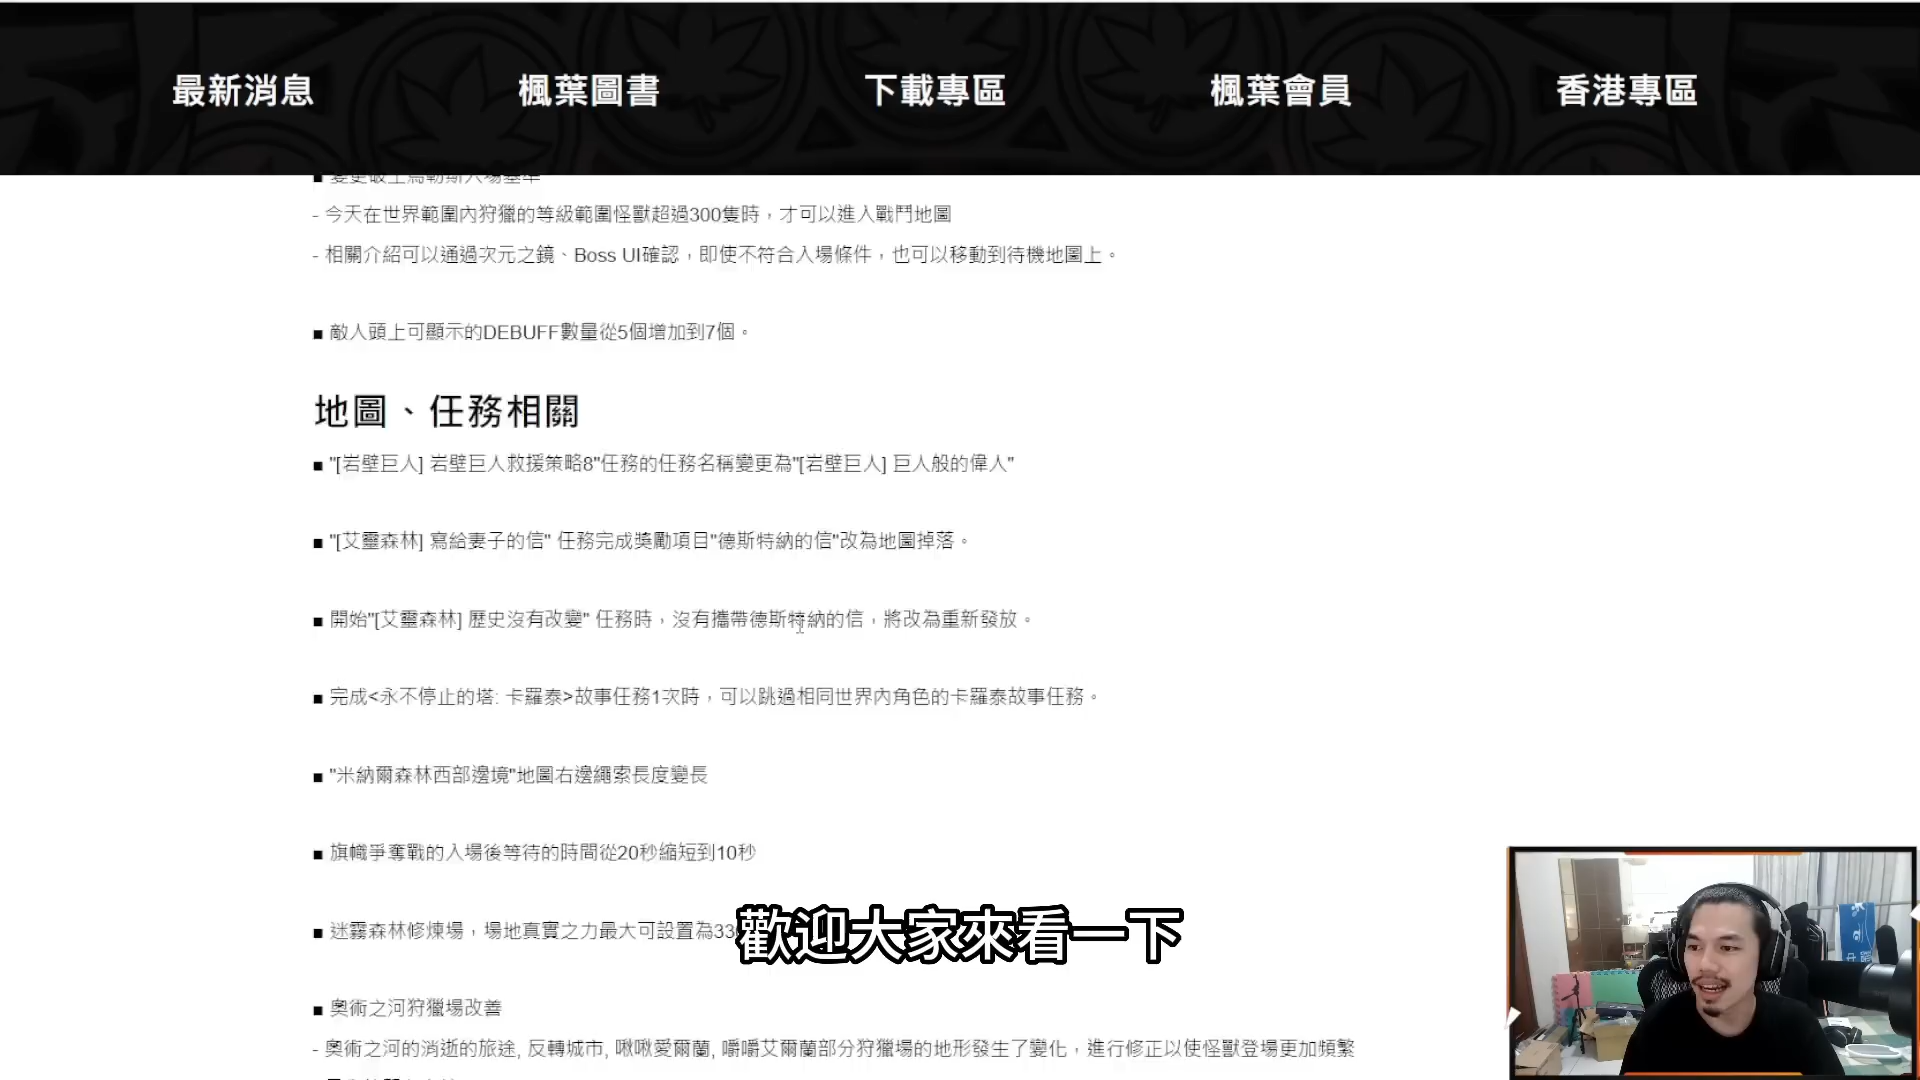 最新消息
楓葉圖書
下載專區
楓葉會員
香港專區
- 今天在世界範圍內狩獵的等級範圍怪獸超過300隻時，才可以進入戰鬥地圖
- 相關介紹可以通過次元之鏡、Boss UI確認，即使不符合入場條件，也可以移動到待機地圖上。
■ 敵人頭上可顯示的DEBUFF數量從5個增加到7個。
地圖、任務相關
■ "[岩壁巨人] 岩壁巨人救援策略8"任務的任務名稱變更為"[岩壁巨人] 巨人般的偉人"
■ "[艾靈森林] 寫給妻子的信" 任務完成獎勵項目"德斯特納的信"改為地圖掉落。
■ 開始"[艾靈森林] 歷史沒有改變" 任務時，沒有攜帶德斯特納的信，將改為重新發放。
■ 完成<永不停止的塔: 卡羅泰>故事任務1次時，可以跳過相同世界內角色的卡羅泰故事任務。
■ "米納爾森林西部邊境"地圖右邊繩索長度變長
■ 旗幟爭奪戰的入場後等待的時間從20秒縮短到10秒
■ 迷霧森林修煉場，場地真實之力最大可設置為33
歡迎大家來看一下
■ 奧術之河狩獵場改善
- 奧術之河的消逝的旅途, 反轉城市, 啾啾愛爾蘭, 嚼嚼艾爾蘭部分狩獵場的地形發生了變化，進行修正以使怪獸登場更加頻繁